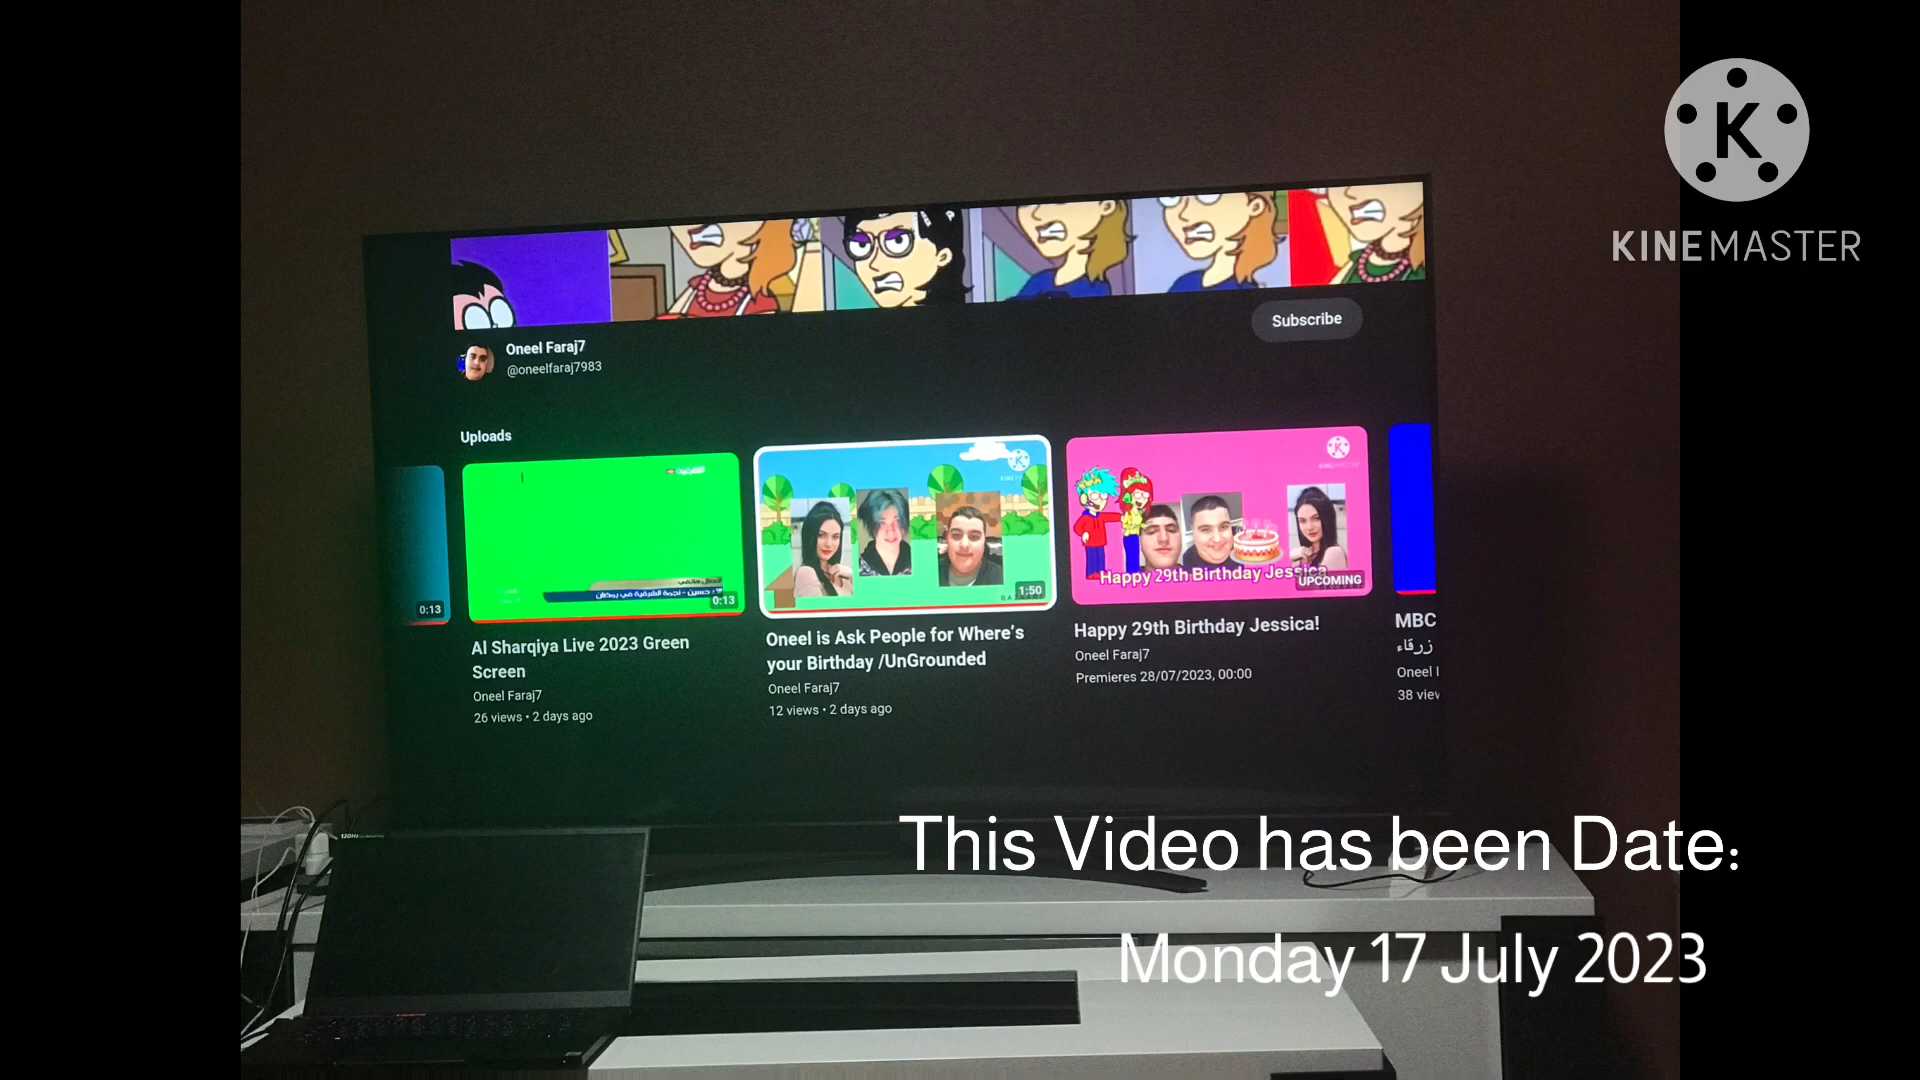 KINEMASTER
Subscribe
Oneel Faraj7
@oneelfaraj7983
Uploads
0:13
0:13
Al Sharqiya Live 2023 Green
Screen
Oneel Faraj7
26 views • 2 days ago
1:50
Oneel is Ask People for Where's
your Birthday /UnGrounded
Oneel Faraj7
12 views • 2 days ago
Happy 29th Birthday Jessica
UPCOMING
Happy 29th Birthday Jessica!
Oneel Faraj7
Premieres 28/07/2023, 00:00
MBC
زرقاء
Oneel
38
120Hz
This Video has been Date:
Monday 17 July 2023